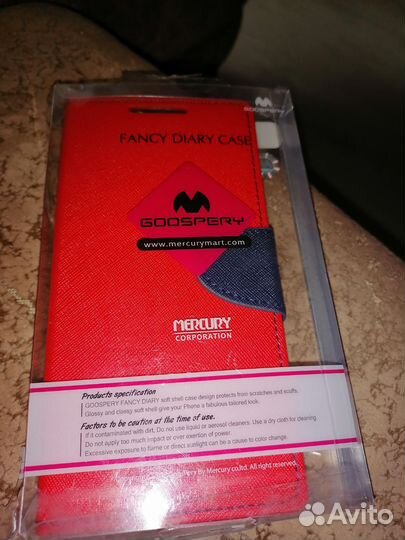 GOOSPERY
FANCY DIARY CASE
GOOSPERY
www.mercurymart.com
MERCURY
CORPORATION
Products specification
GOOSPERY FANCY DIARY soft shell case design protects from scratches and scuffs.
Glossy and classy soft shell give your Phone a fabulous tailored look.
Factors to be caution at the time of use.
If it contaminated with dirt, Do not use liquid or aerosol cleaners. Use a dry cloth for cleaning
Do not apply too much impact or over exertion of power.
Excessive exposure to flame or direct sunlight can be a cause to color change.
pery By Mercury co.ltd. All right reserved.
Avito